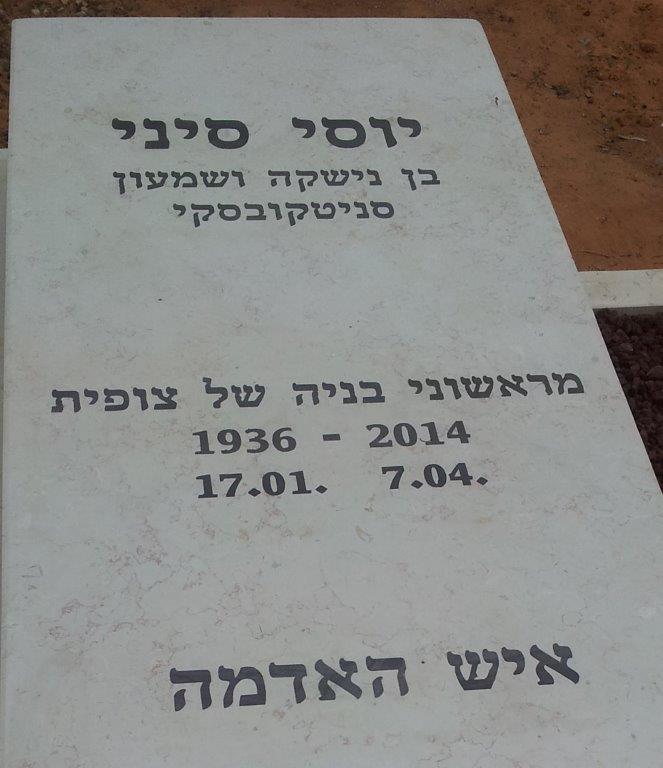 יוסי סיני
בן נישקה ושמעון
סניטקובסקי
מראשוני בניה של צופית
1936 - 2014
17.01. 7.04.
איש האדמה